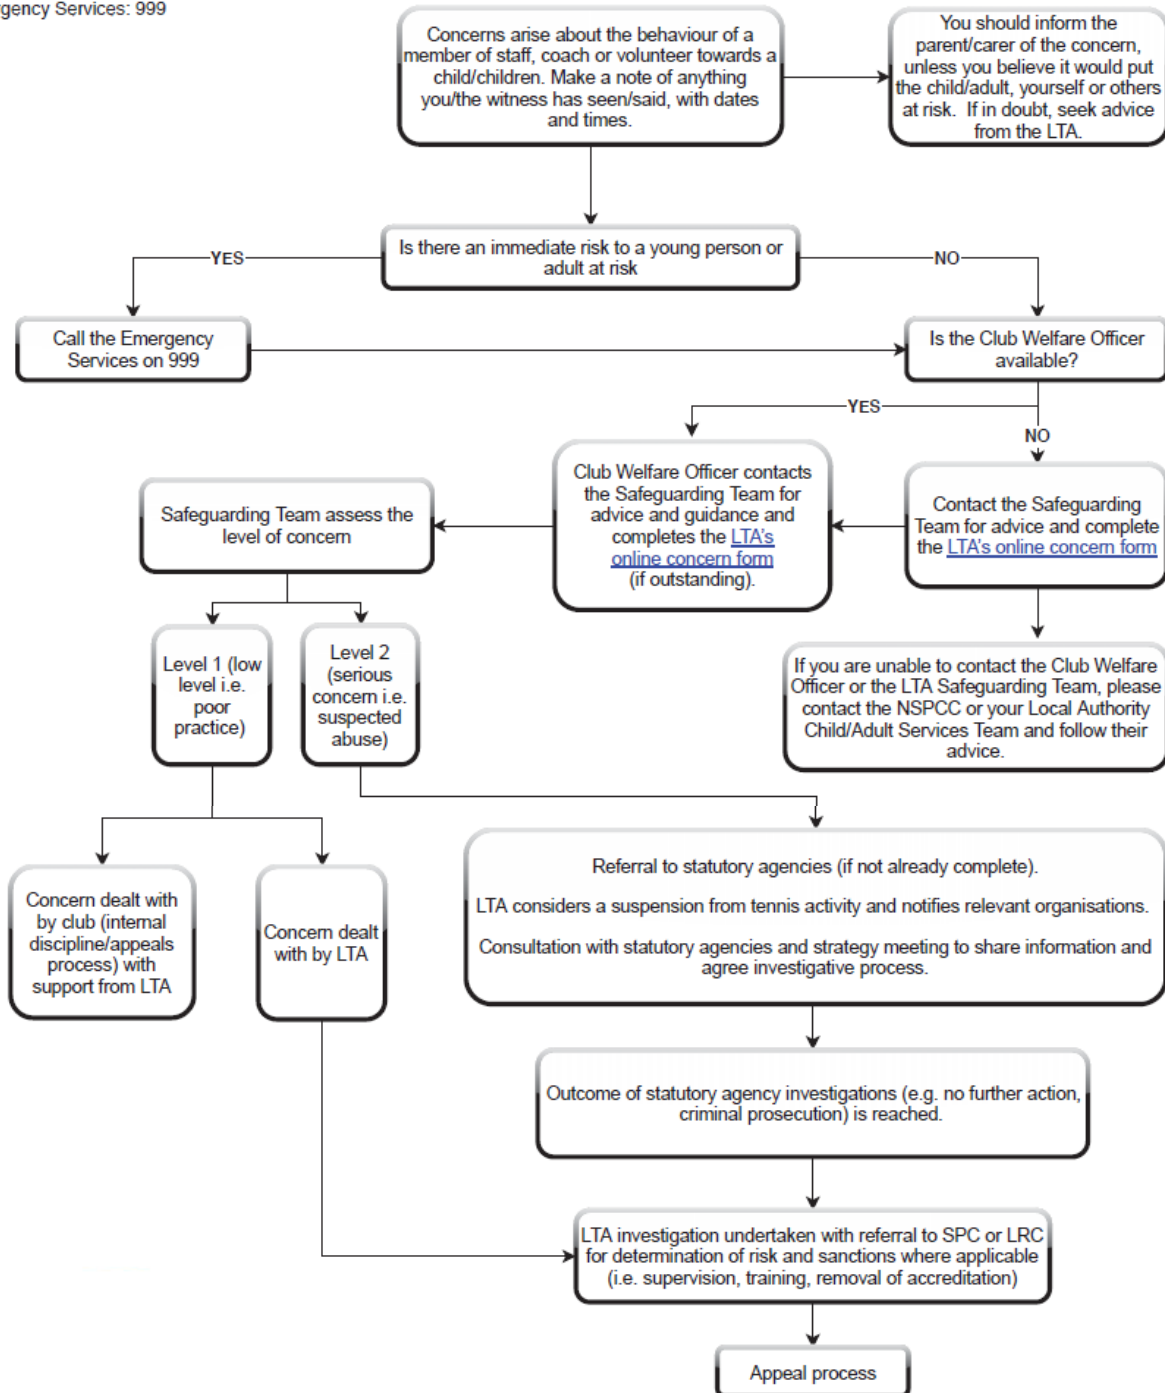 rgency Services: 999
Concerns arise about the behaviour of a
member of staff, coach or volunteer towards a
child/children. Make a note of anything
you/the witness has seen/said, with dates
and times.
You should inform the
parent/carer of the concern,
unless you believe it would put
the child/adult, yourself or others
at risk. If in doubt, seek advice
from the LTA.
Is there an immediate risk to a young person or
adult at risk
YES
NO
Call the Emergency
Services on 999
Is the Club Welfare Officer
available?
YES
NO
Club Welfare Officer contacts
the Safeguarding Team for
advice and guidance and
completes the LTA's
online concern form
(if outstanding).
Contact the Safeguarding
Team for advice and complete
the LTA's online concern form
Safeguarding Team assess the
level of concern
Level 1 (low
level i.e.
poor
practice)
Level 2
(serious
concern i.e.
suspected
abuse)
If you are unable to contact the Club Welfare
Officer or the LTA Safeguarding Team, please
contact the NSPCC or your Local Authority
Child/Adult Services Team and follow their
advice.
Concern dealt with
by club (internal
discipline/appeals
process) with
support from LTA
Concern dealt
with by LTA
Referral to statutory agencies (if not already complete).
LTA considers a suspension from tennis activity and notifies relevant organisations.
Consultation with statutory agencies and strategy meeting to share information and
agree investigative process.
Outcome of statutory agency investigations (e.g. no further action,
criminal prosecution) is reached.
LTA investigation undertaken with referral to SPC or LRC
for determination of risk and sanctions where applicable
(i.e. supervision, training, removal of accreditation)
Appeal process